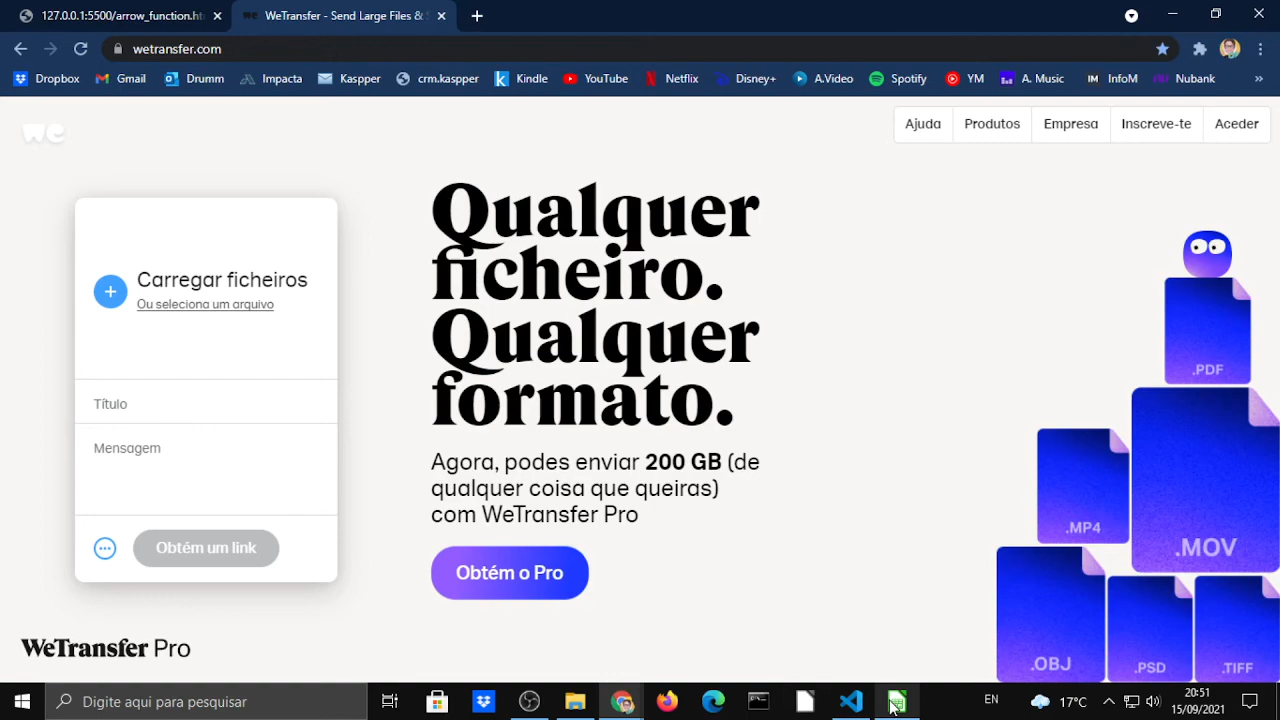 127.0.0.1:5500/arrow_function.ht
WeTransfer - Send Large Files & S
wetransfer.com
Dropbox
Gmail
Drumm
Impacta
Kaspper
crm.kaspper
Kindle
YouTube
Netflix
Disney+
A.Video
Spotify
YM
A. Music
IM
InfoM
Nubank
»
we
Ajuda
Produtos
Empresa
Inscreve-te
Aceder
Carregar ficheiros
Ou seleciona um arquivo
Título
Mensagem
Obtém um link
Qualquer
ficheiro.
Qualquer
formato.
Agora, podes enviar 200 GB (de
qualquer coisa que queiras)
com WeTransfer Pro
Obtém o Pro
.PDF
.MP4
.MOV
.OBJ
.PSD
.TIFF
WeTransfer Pro
Digite aqui para pesquisar
EN
17°C
20:51
15/09/2021